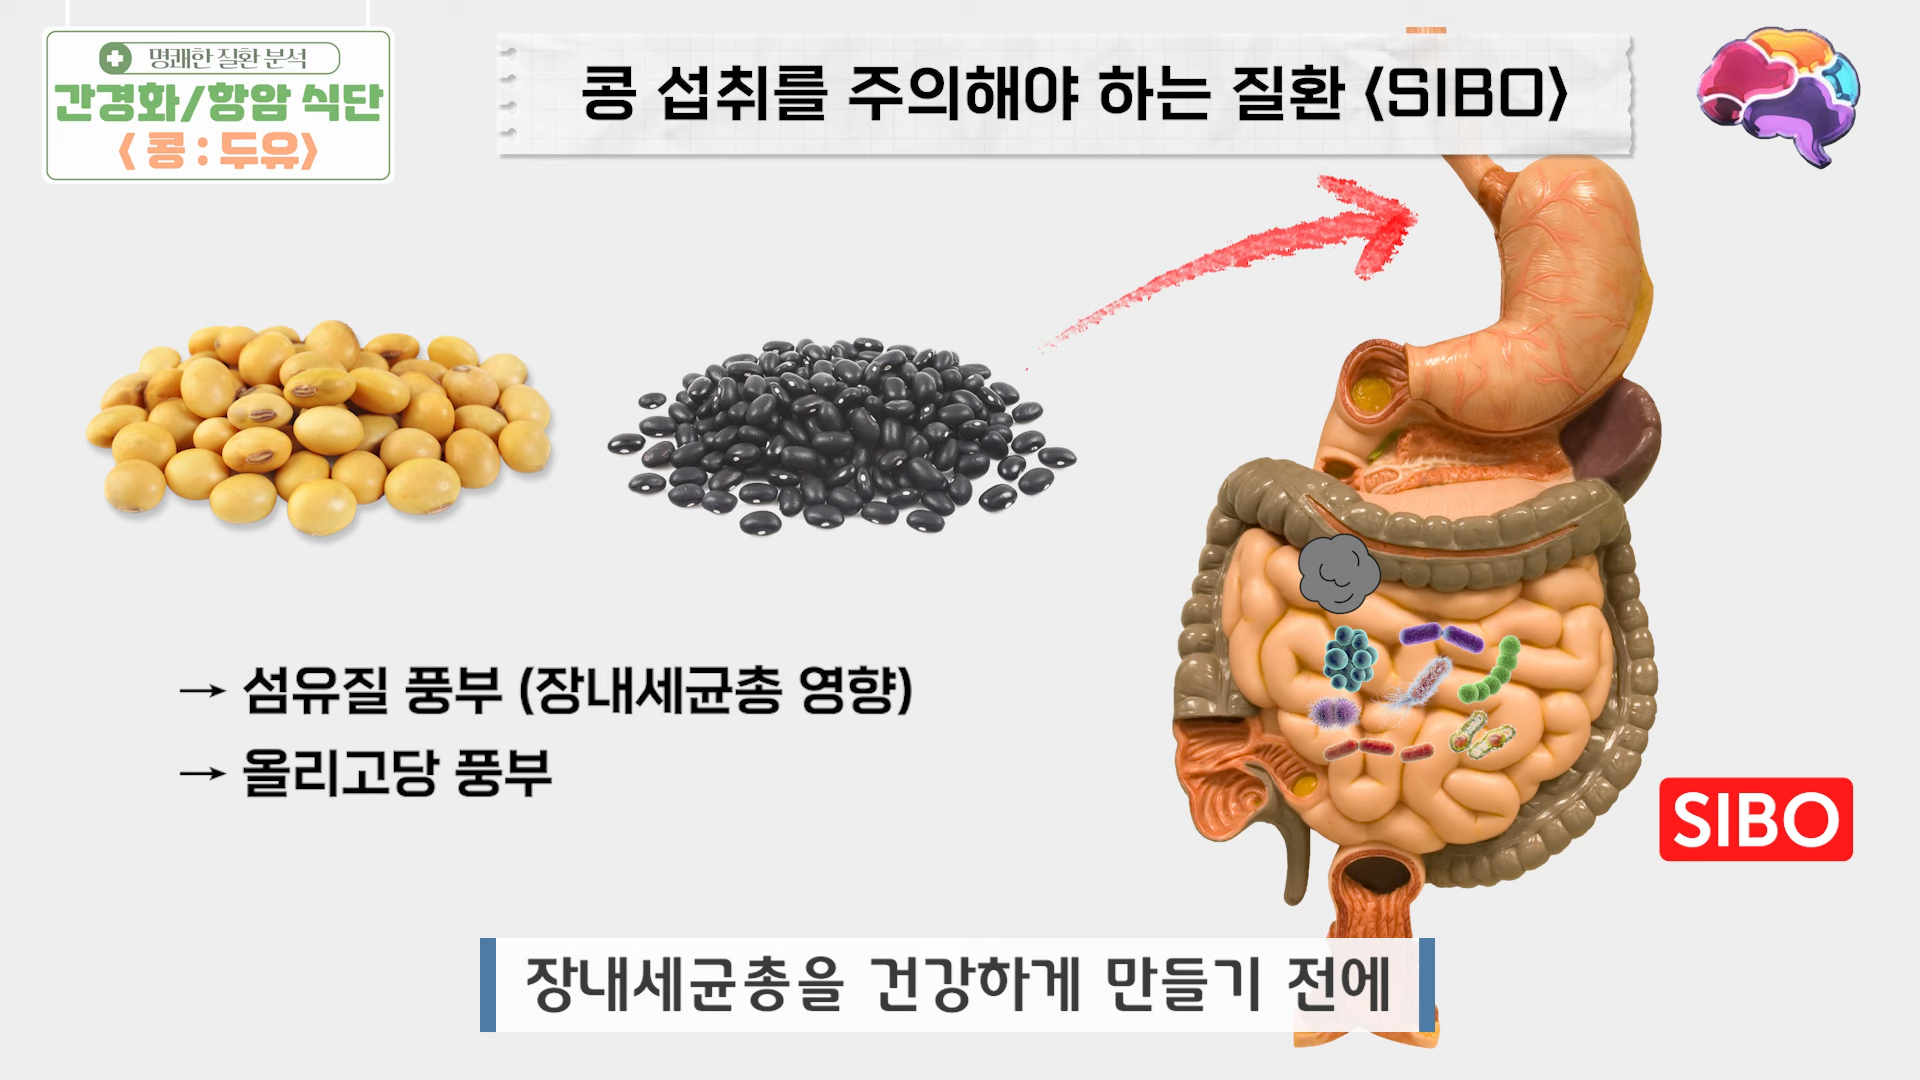 명쾌한 질환 분석
간경화/항암 식단
< 콩 : 두유>
콩 섭취를 주의해야 하는 질환 <SIBO>
→ 섬유질 풍부 (장내세균총 영향)
→ 올리고당 풍부
SIBO
장내세균총을 건강하게 만들기 전에